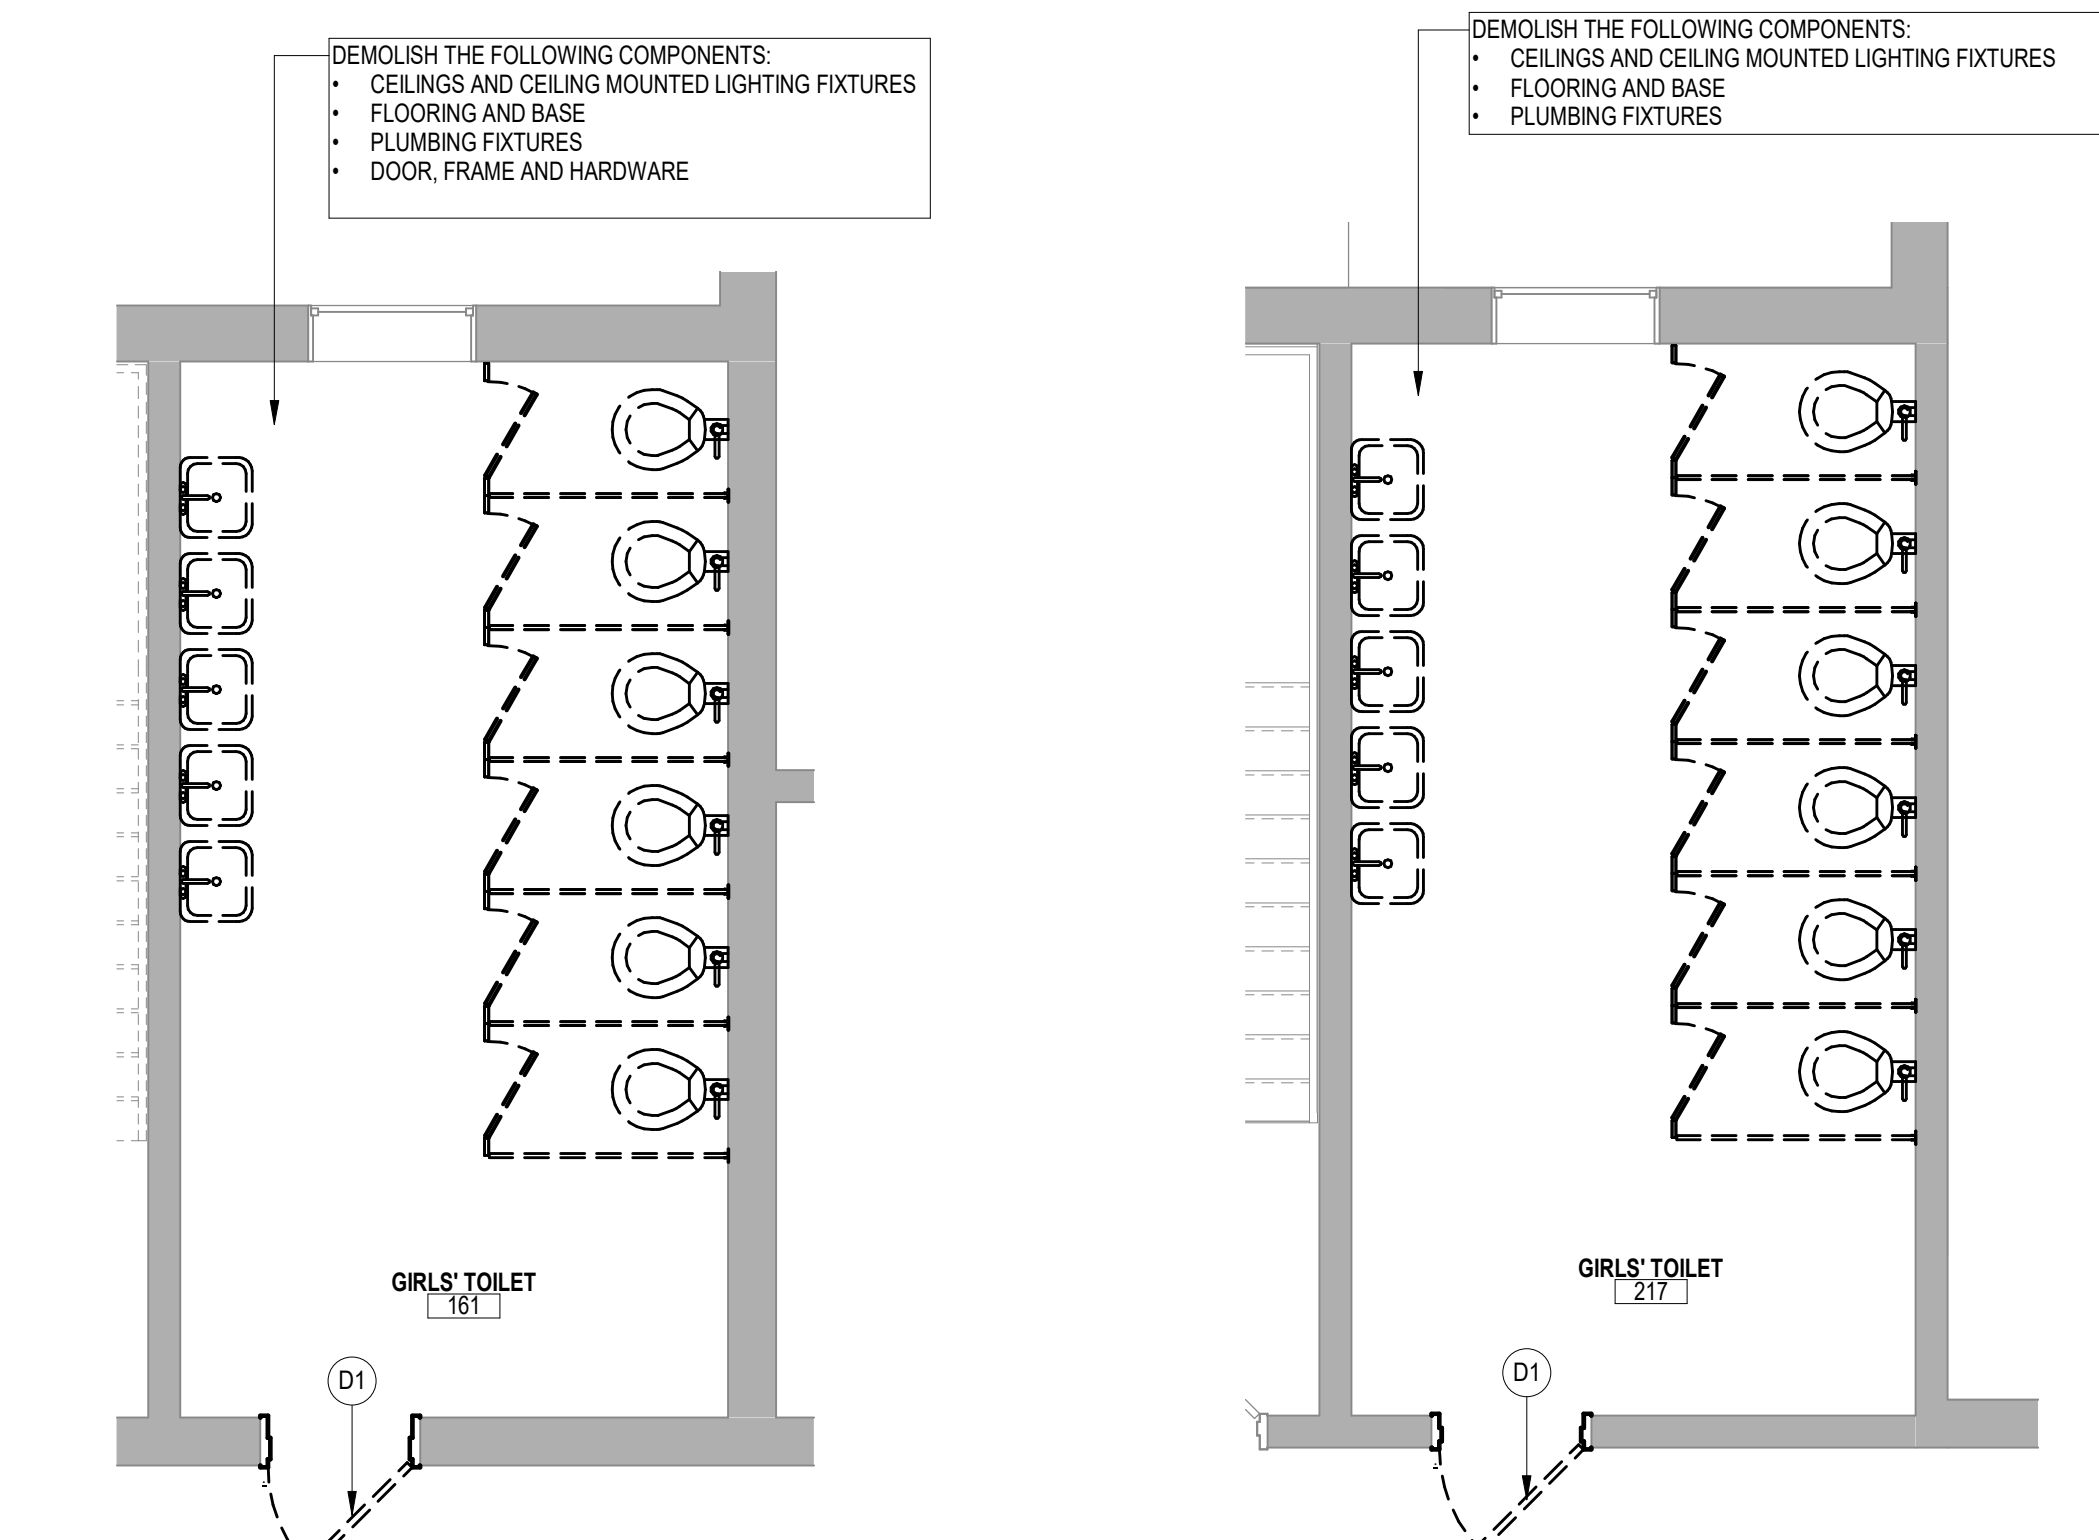 DEMOLISH THE FOLLOWING COMPONENTS:
• CEILINGS AND CEILING MOUNTED LIGHTING FIXTURES
• FLOORING AND BASE
• PLUMBING FIXTURES
• DOOR, FRAME AND HARDWARE
GIRLS' TOILET
161
D1
DEMOLISH THE FOLLOWING COMPONENTS:
• CEILINGS AND CEILING MOUNTED LIGHTING FIXTURES
• FLOORING AND BASE
• PLUMBING FIXTURES
GIRLS' TOILET
217
D1